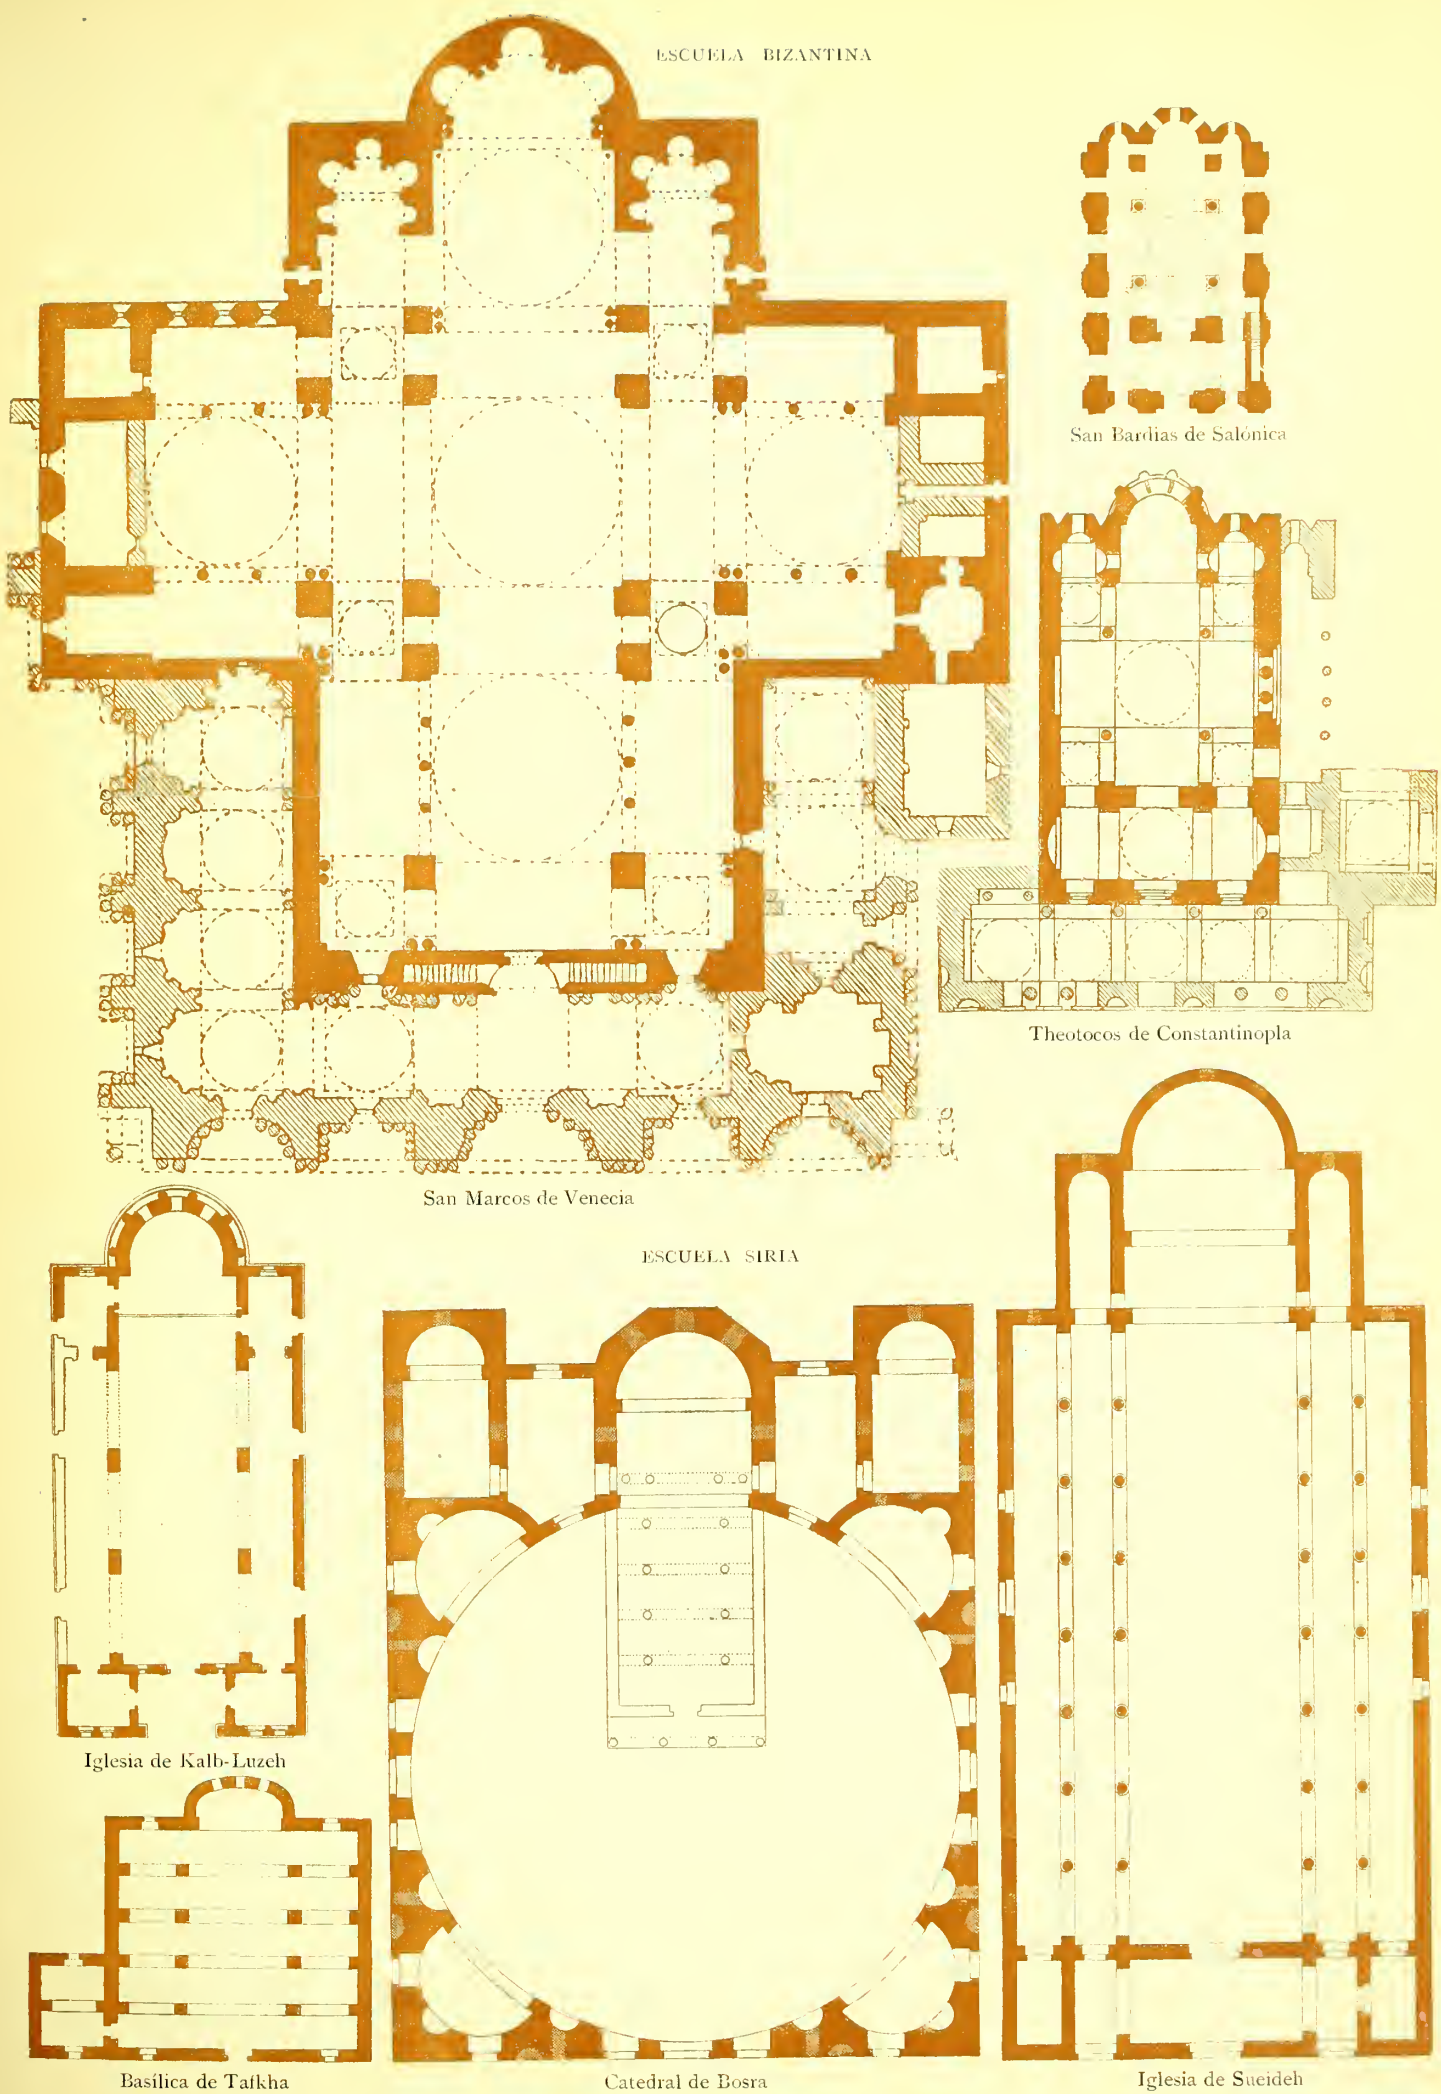 ESCUELA BIZANTINA
San Bardias de Salónica
Theotocos de Constantinopla
San Marcos de Venecia
ESCUELA SIRIA
Iglesia de Kalb-Luzeh
Basílica de Tafkha
Catedral de Bosra
Iglesia de Sueideh